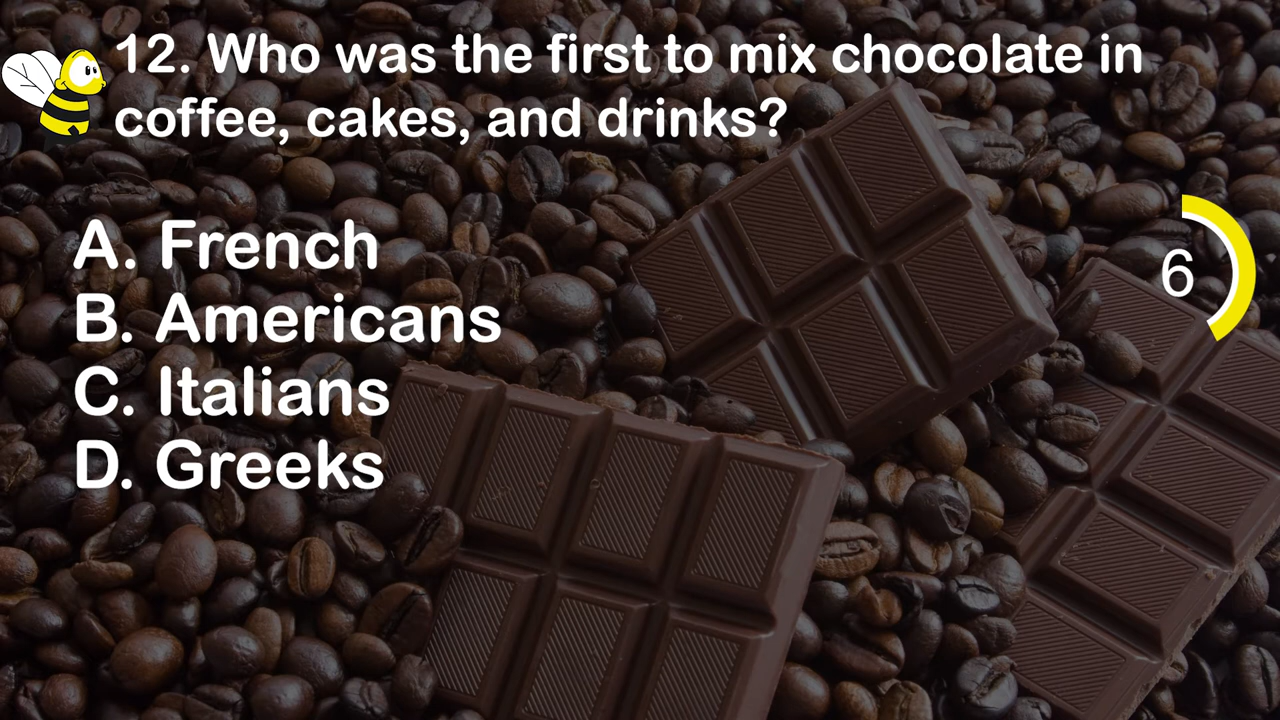 12. Who was the first to mix chocolate in
coffee, cakes, and drinks?
A. French
B. Americans
C. Italians
D. Greeks
6